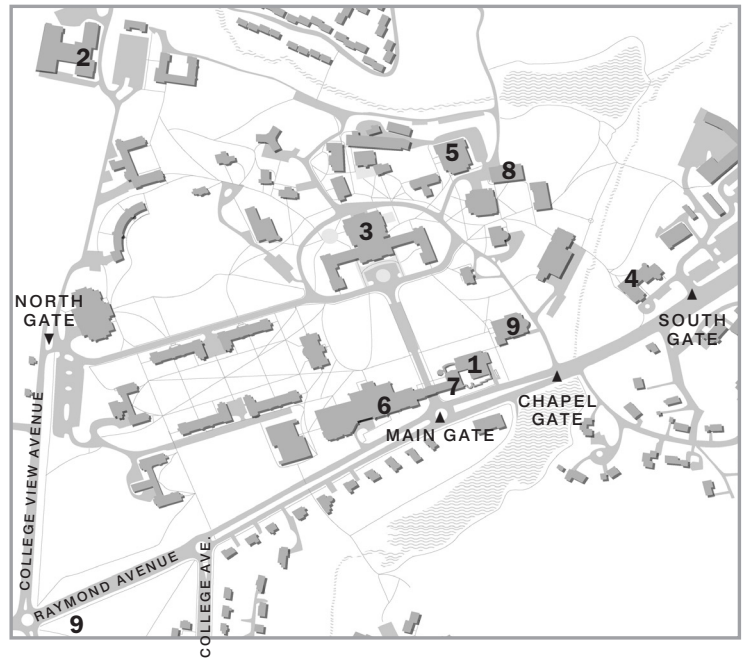 2
5
8
3
4
NORTH
GATE
SOUTH
GATE
9
1
7
6
CHAPEL
GATE
MAIN GATE
COLLEGE VIEW AVENUE
RAYMOND AVENUE
COLLEGE AVE.
9